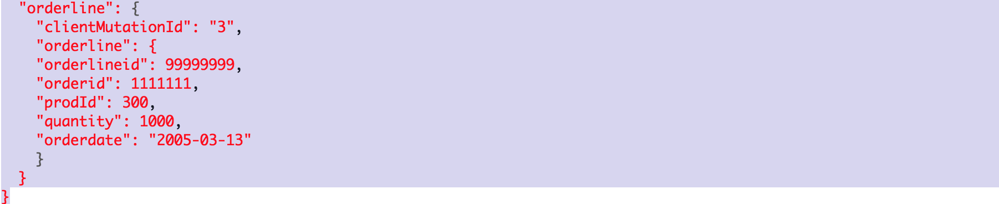 "orderline": {
"clientMutationId": "3",
"orderline": {
"orderlineid": 99999999,
"orderid": 1111111,
"prodId": 300,
"quantity": 1000,
"orderdate": "2005-03-13"
}
}
}